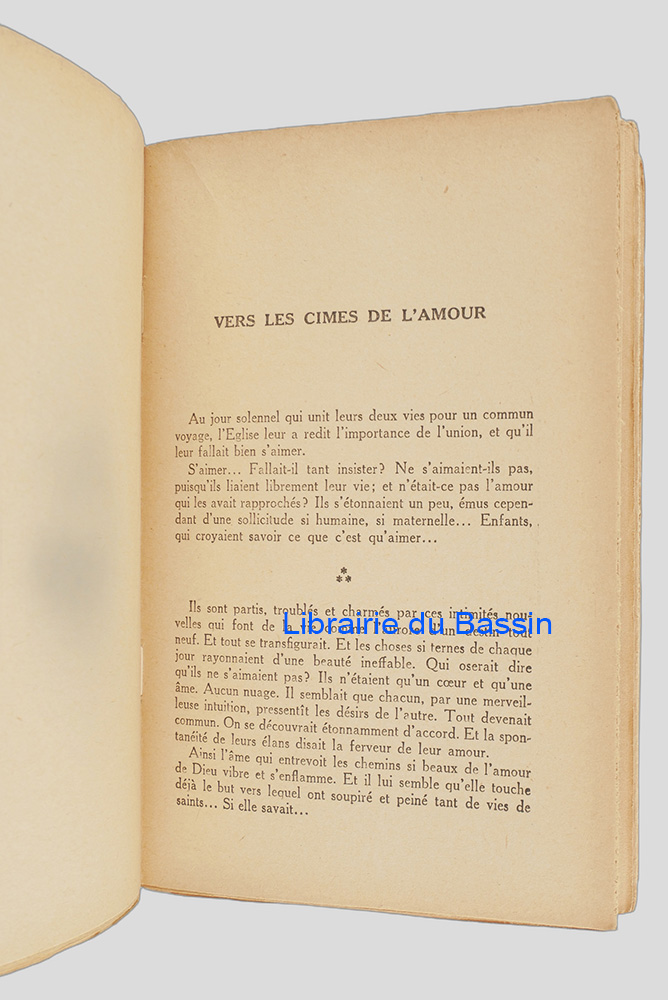 VERS LES CIMES DE L'AMOUR
Au jour solennel qui unit leurs deux vies pour un commun
voyage, l'Eglise leur a redit l'importance de l'union, et qu'il
leur fallait bien s'aimer.
S'aimer... Fallait-il tant insister? Ne s'aimaient-ils pas,
puisqu'ils liaient librement leur vie; et n'était-ce pas l'amour
qui les avait rapprochés? Ils s'étonnaient un peu, émus cepen-
dant d'une sollicitude si humaine, si maternelle... Enfants,
qui croyaient savoir ce que c'est qu'aimer...
⁂
Ils sont partis, troublés et charmés par ces intimités nou-
velles qui font de la vie comme d'un destin tout
Librairie du Bassin
neuf. Et tout se transfigurait. Et les choses si ternes de chaque
jour rayonnaient d'une beauté ineffable. Qui oserait dire
qu'ils ne s'aimaient pas? Ils n'étaient qu'un cœur et qu'une
âme. Aucun nuage. Il semblait que chacun, par une merveil-
leuse intuition, pressentît les désirs de l'autre. Tout devenait
commun. On se découvrait étonnamment d'accord. Et la spon-
tanéité de leurs élans disait la ferveur de leur amour.
Ainsi l'âme qui entrevoit les chemins si beaux de l'amour
de Dieu vibre et s'enflamme. Et il lui semble qu'elle touche
déjà le but vers lequel ont soupiré et peiné tant de vies de
saints... Si elle savait...